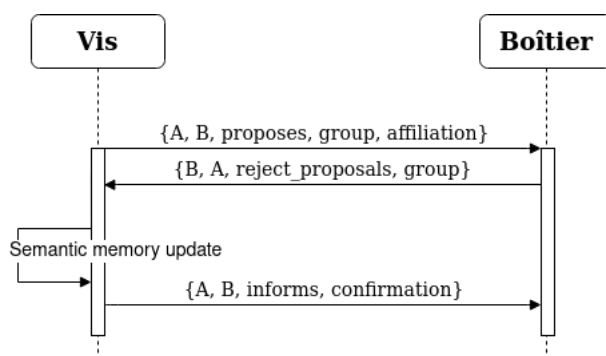 Vis
Boîtier
{A, B, proposes, group, affiliation}
{B, A, reject_proposals, group}
Semantic memory update
{A, B, informs, confirmation}